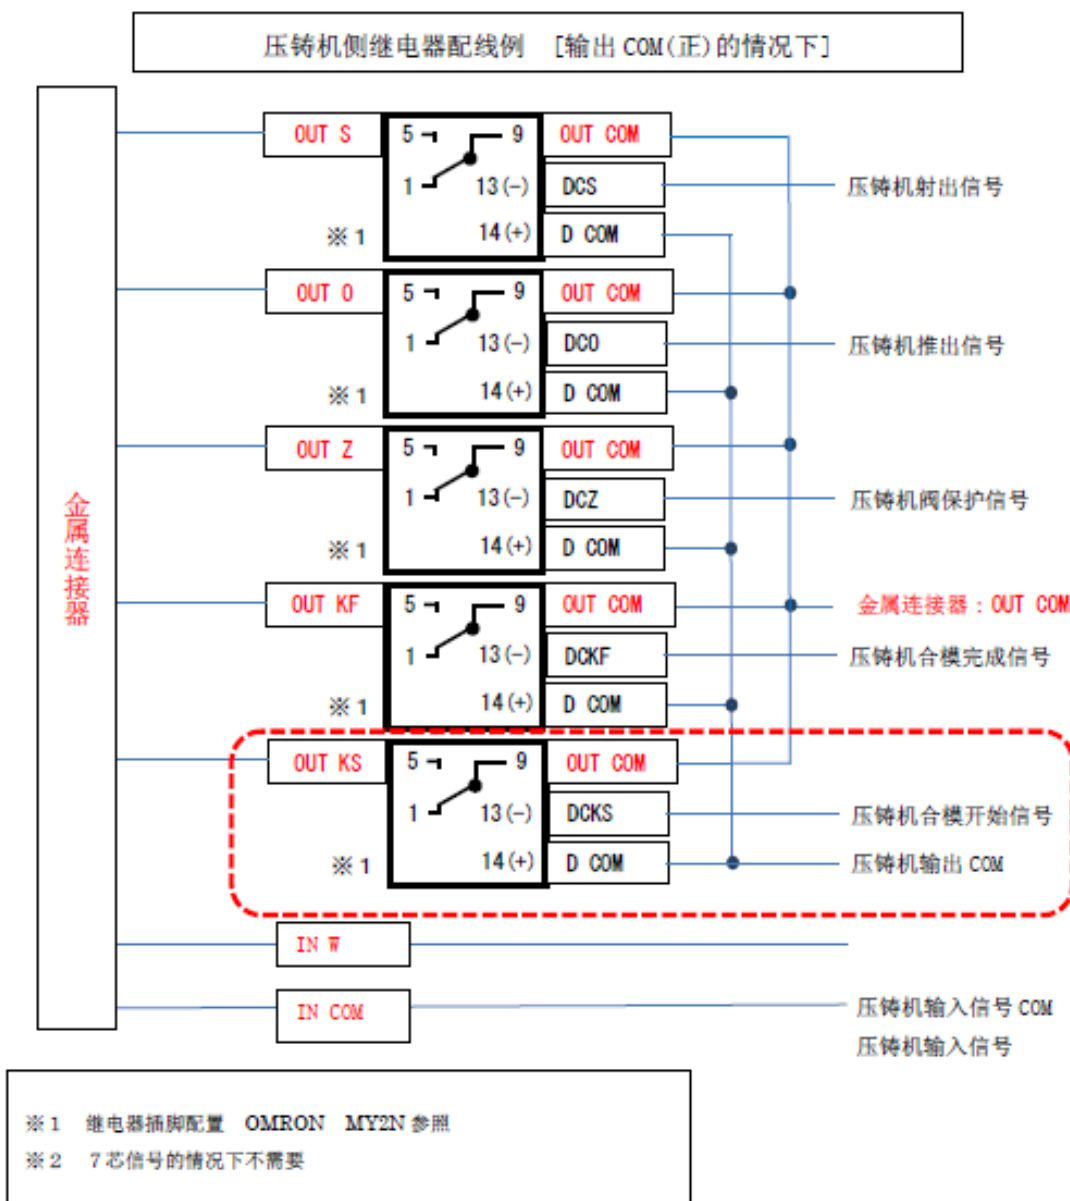 压铸机侧继电器配线例 [输出 COM(正)的情况下]
OUT S 5 9 OUT COM
1 13(-) DCS 压铸机射出信号
※1 14(+) D COM
OUT O 5 9 OUT COM
1 13(-) DCO 压铸机推出信号
※1 14(+) D COM
OUT Z 5 9 OUT COM
1 13(-) DCZ 压铸机阀保护信号
※1 14(+) D COM
金属连接器
OUT KF 5 9 OUT COM 金属连接器：OUT COM
1 13(-) DCKF 压铸机合模完成信号
※1 14(+) D COM
OUT KS 5 9 OUT COM
1 13(-) DCKS 压铸机合模开始信号
※1 14(+) D COM 压铸机输出 COM
IN W
IN COM 压铸机输入信号 COM
压铸机输入信号
※1 继电器插脚配置 OMRON MY2N 参照
※2 7芯信号的情况下不需要